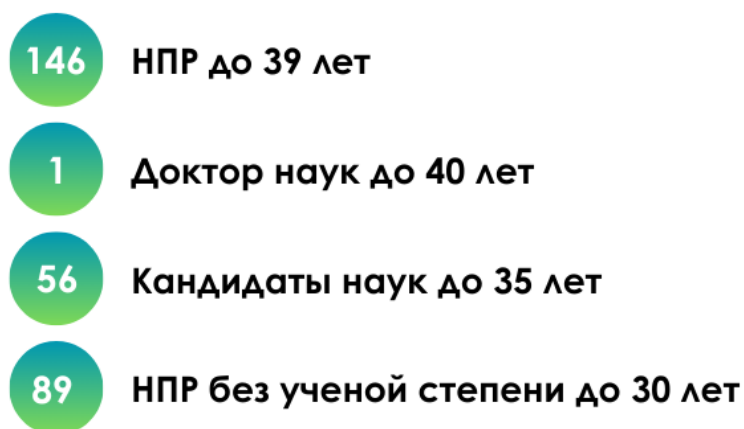 146 НПР до 39 лет
1 Доктор наук до 40 лет
56 Кандидаты наук до 35 лет
89 НПР без ученой степени до 30 лет